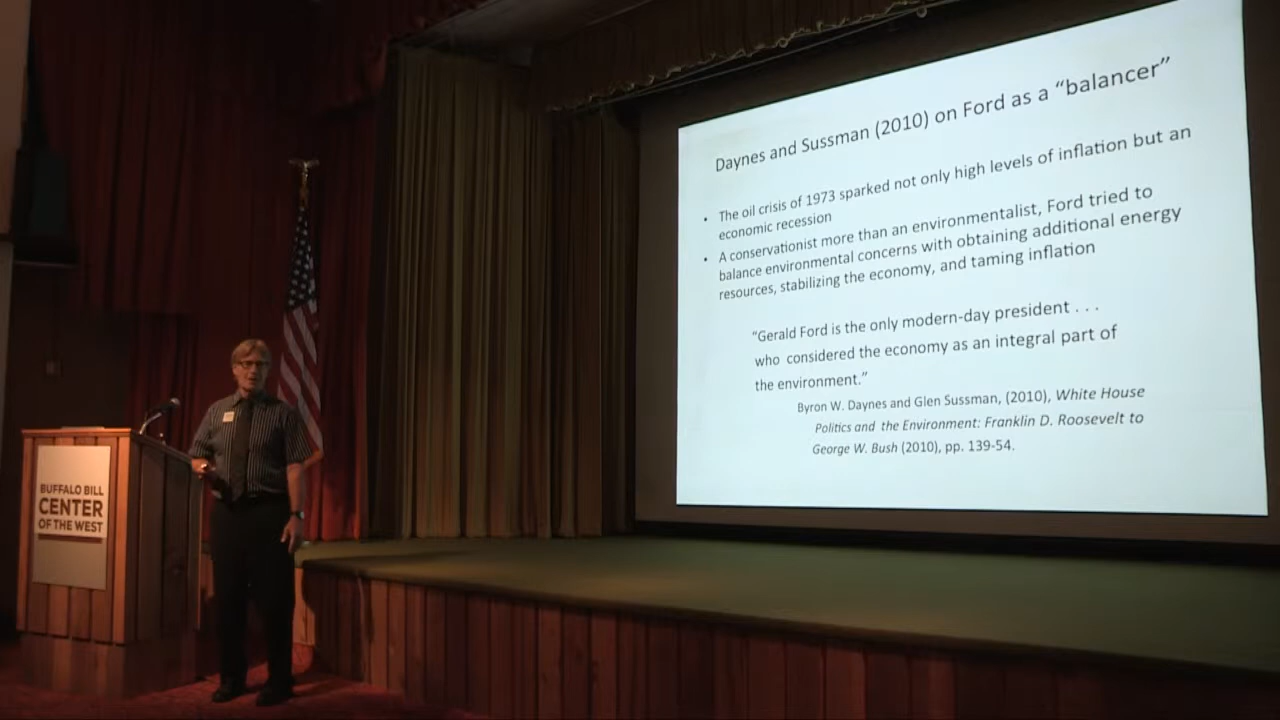 BUFFALO BILL
CENTER
OF THE WEST
Daynes and Sussman (2010) on Ford as a “balancer”
• The oil crisis of 1973 sparked not only high levels of inflation but an
economic recession
• A conservationist more than an environmentalist, Ford tried to
balance environmental concerns with obtaining additional energy
resources, stabilizing the economy, and taming inflation
“Gerald Ford is the only modern-day president . . .
who considered the economy as an integral part of
the environment.”
Byron W. Daynes and Glen Sussman, (2010), White House
Politics and the Environment: Franklin D. Roosevelt to
George W. Bush (2010), pp. 139-54.